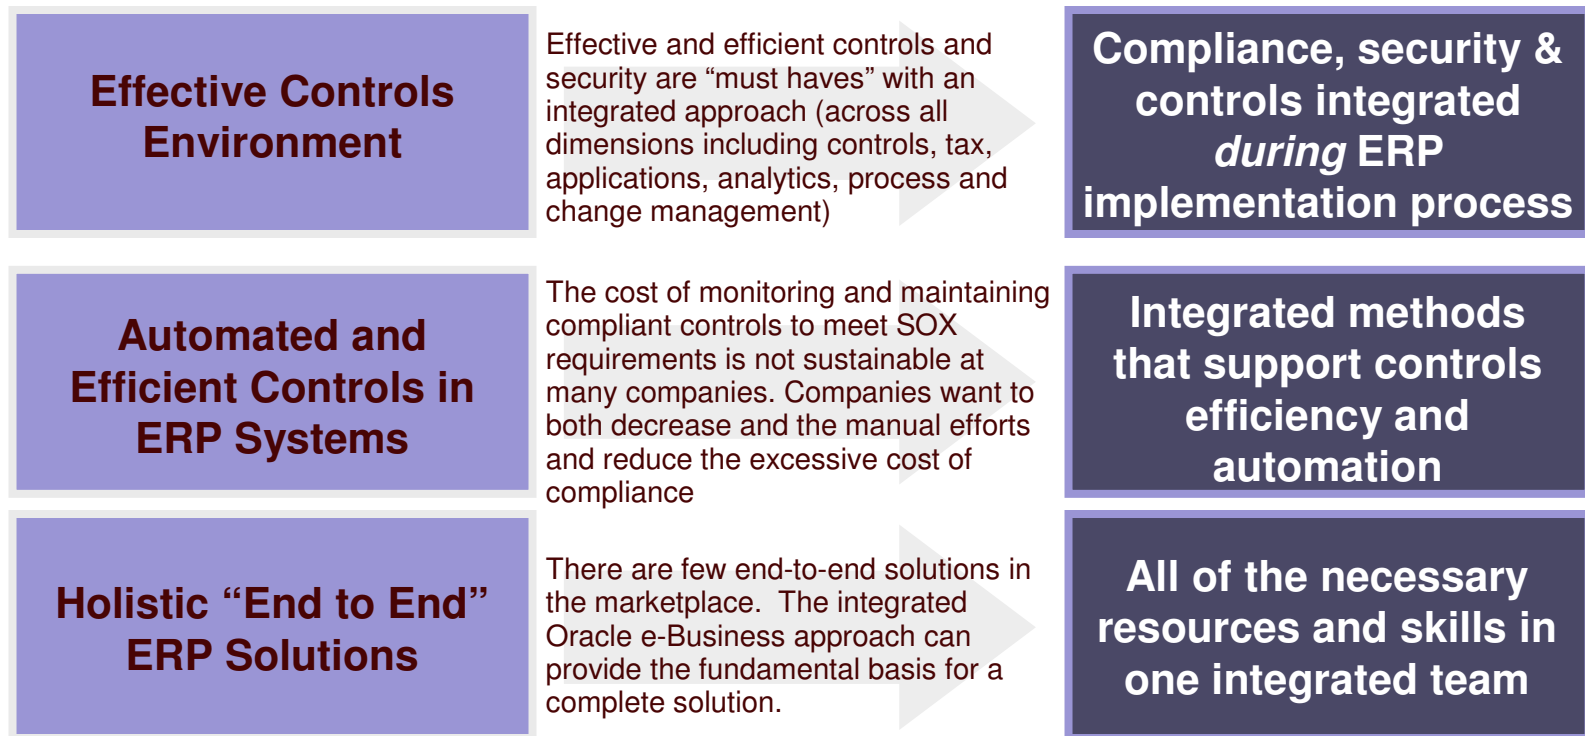 Effective Controls
Environment
Effective and efficient controls and
security are “must haves” with an
integrated approach (across all
dimensions including controls, tax,
applications, analytics, process and
change management)
Compliance, security &
controls integrated
during ERP
implementation process
Automated and
Efficient Controls in
ERP Systems
The cost of monitoring and maintaining
compliant controls to meet SOX
requirements is not sustainable at
many companies. Companies want to
both decrease and the manual efforts
and reduce the excessive cost of
compliance
Integrated methods
that support controls
efficiency and
automation
Holistic “End to End”
ERP Solutions
There are few end-to-end solutions in
the marketplace.  The integrated
Oracle e-Business approach can
provide the fundamental basis for a
complete solution.
All of the necessary
resources and skills in
one integrated team